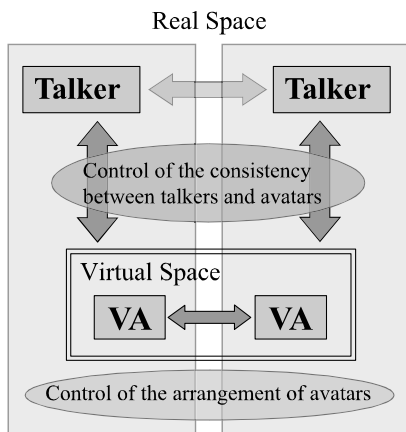 Real Space
Talker
Talker
Control of the consistency
between talkers and avatars
Virtual Space
VA
VA
Control of the arrangement of avatars